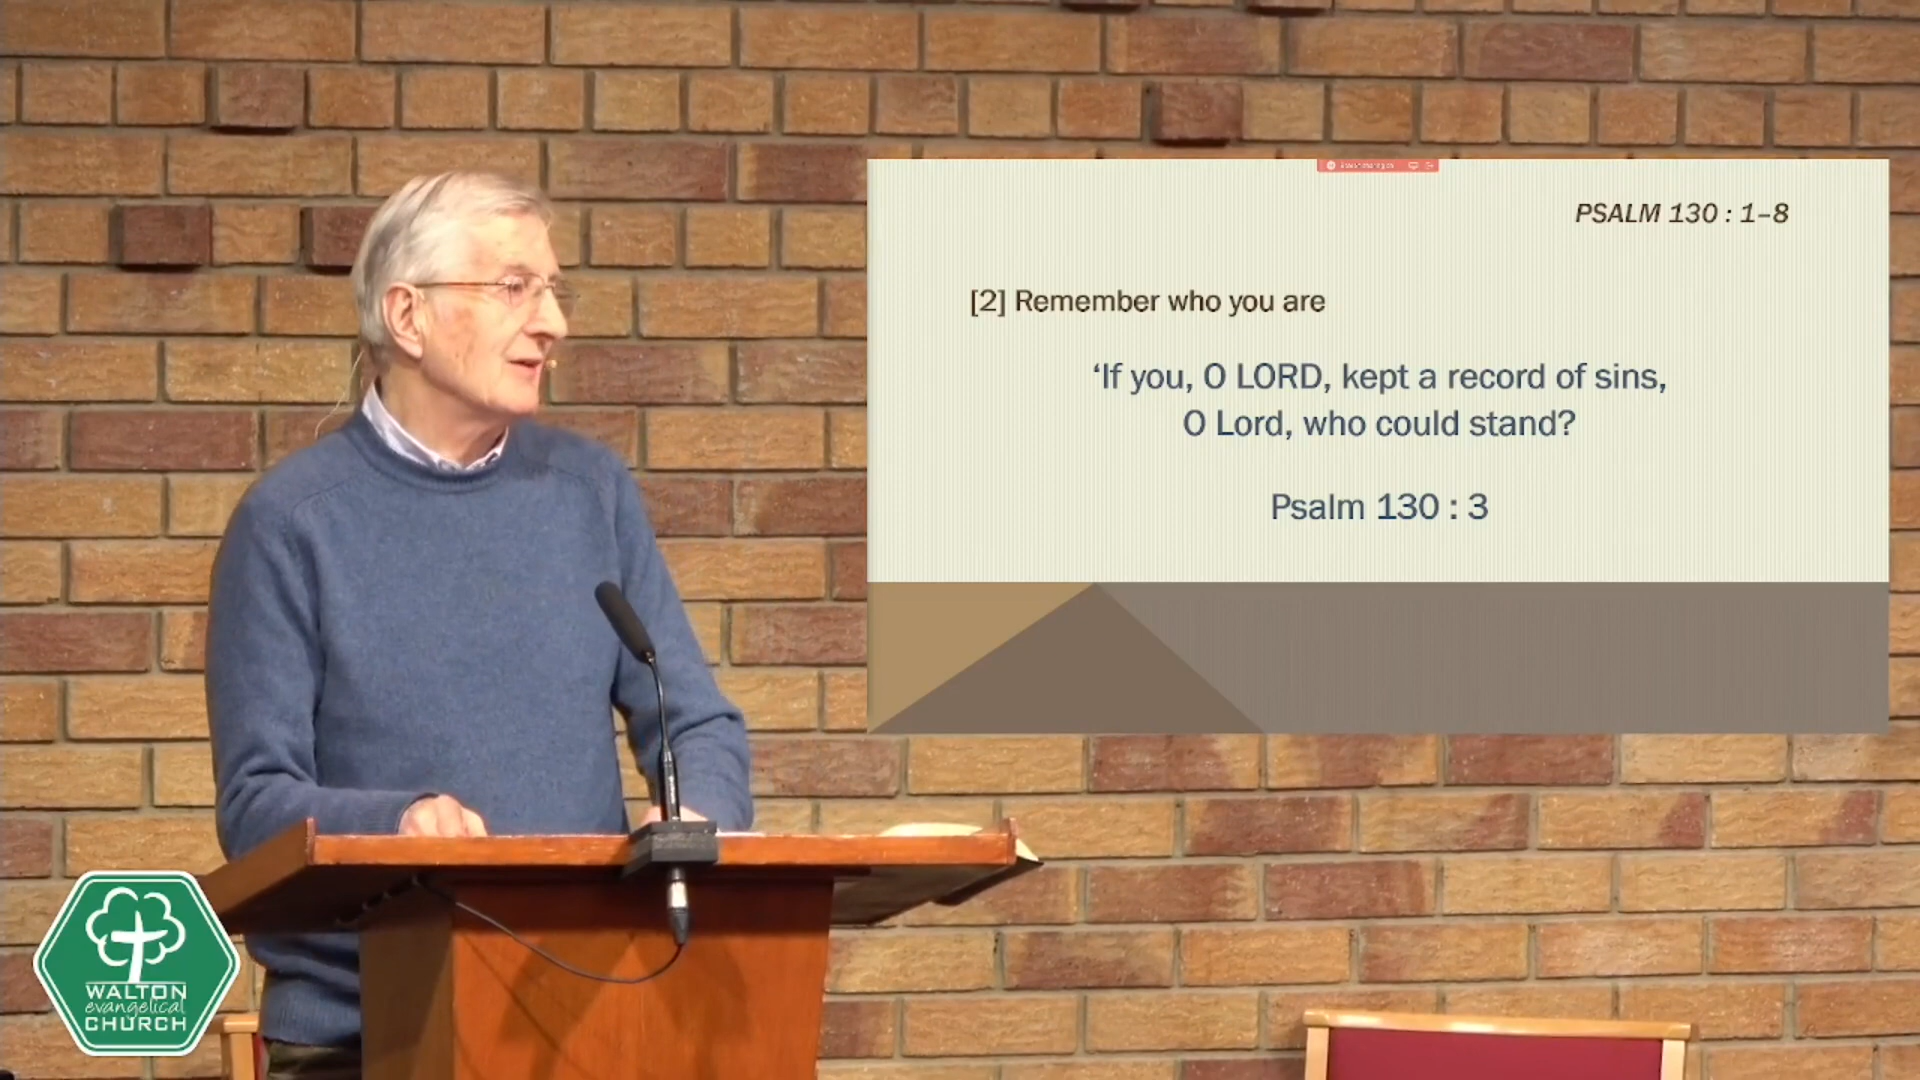 PSALM 130 : 1–8
[2] Remember who you are
‘If you, O LORD, kept a record of sins,
O Lord, who could stand?
Psalm 130 : 3
WALTON
evangelical
CHURCH